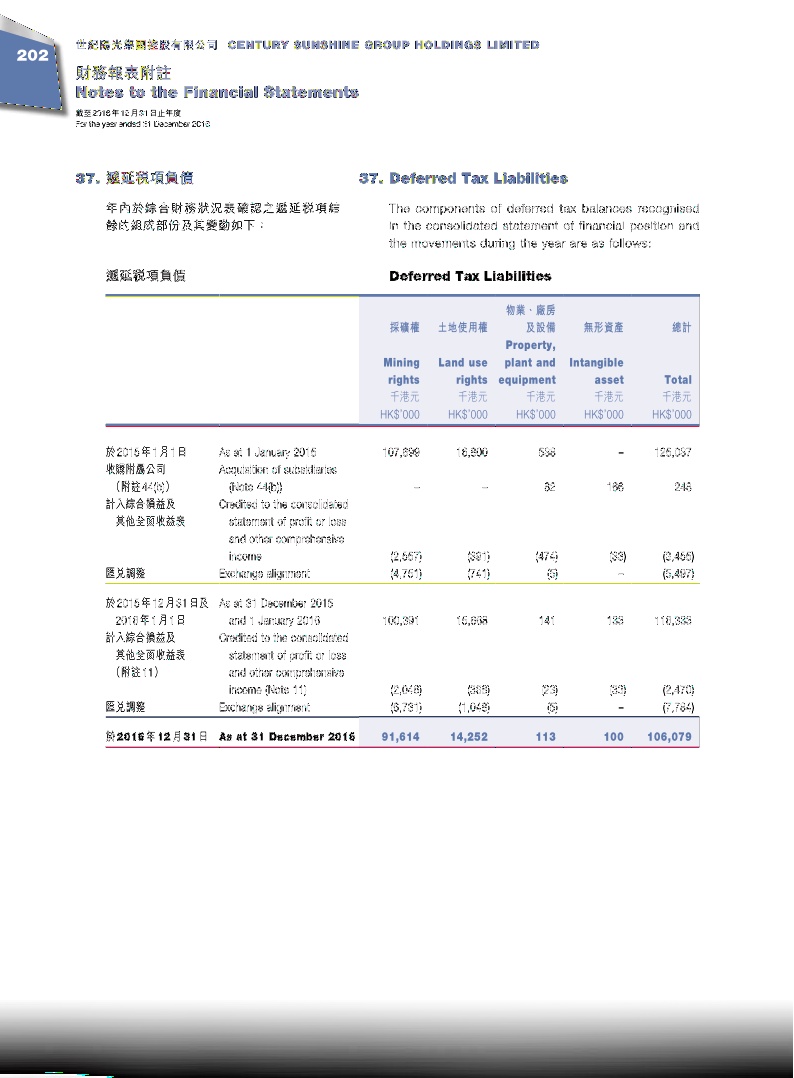 202
世紀陽光集團控股有限公司 CENTURY SUNSHINE GROUP HOLDINGS LIMITED
財務報表附註
Notes to the Financial Statements
截至2016年12月31日止年度
For the year ended 31 December 2016
37. 遞延税項負債
年內於綜合財務狀況表確認之遞延税項結
餘的組成部份及其變動如下：
遞延税項負債
37. Deferred Tax Liabilities
The components of deferred tax balances recognised
in the consolidated statement of financial position and
the movements during the year are as follows:
Deferred Tax Liabilities
物業、廠房
採礦權 土地使用權 及設備 無形資產 總計
Property,
Mining Land use plant and Intangible
rights rights equipment asset Total
千港元 千港元 千港元 千港元 千港元
HK$'000 HK$'000 HK$'000 HK$'000 HK$'000
於2015年1月1日 As at 1 January 2015 107,699 16,800 538 – 125,037
收購附屬公司 Acquisition of subsidiaries
（附註44(b)） (Note 44(b)) – – 82 166 248
計入綜合損益及 Credited to the consolidated
其他全面收益表 statement of profit or loss
and other comprehensive
income (2,557) (391) (474) (33) (3,455)
匯兑調整 Exchange alignment (4,751) (741) (5) – (5,497)
於2015年12月31日及 As at 31 December 2015
2016年1月1日 and 1 January 2016 100,391 15,668 141 133 116,333
計入綜合損益及 Credited to the consolidated
其他全面收益表 statement of profit or loss
（附註11） and other comprehensive
income (Note 11) (2,046) (368) (23) (33) (2,470)
匯兑調整 Exchange alignment (6,731) (1,048) (5) – (7,784)
於2016年12月31日 As at 31 December 2016 91,614 14,252 113 100 106,079